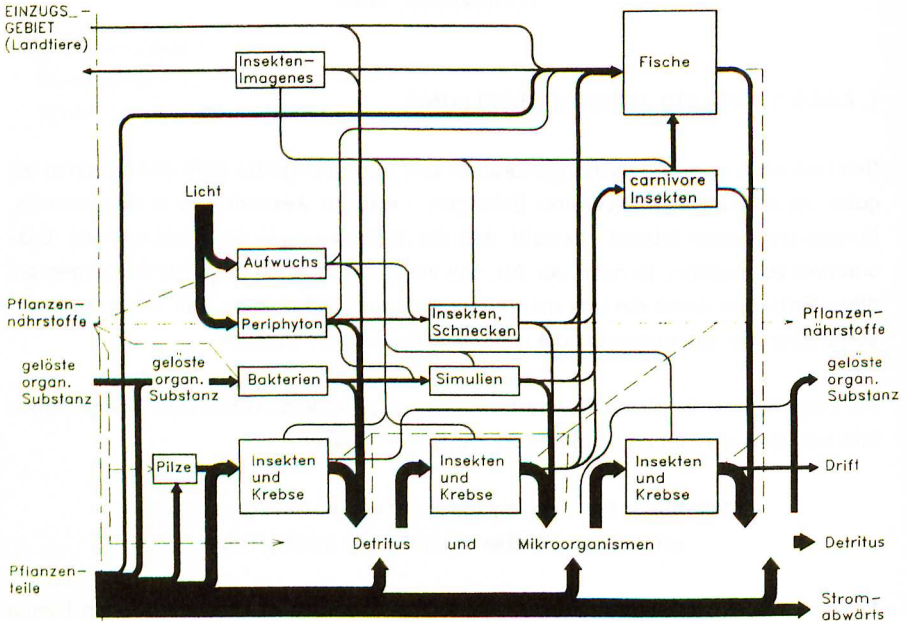 EINZUGS_-
GEBIET
(Landtiere)
Insekten-
Imagenes
Fische
carnivore
Insekten
Licht
Aufwuchs
Pflanzen-
nährstoffe
Periphyton
Insekten,
Schnecken
Pflanzen-
nährstoffe
gelöste
organ.
Substanz
gelöste
organ.
Substanz
Bakterien
Simulien
gelöste
organ.
Substanz
Pilze
Insekten
und
Krebse
Insekten
und
Krebse
Insekten
und
Krebse
Drift
Detritus und Mikroorganismen
Detritus
Pflanzen-
teile
Strom-
abwärts